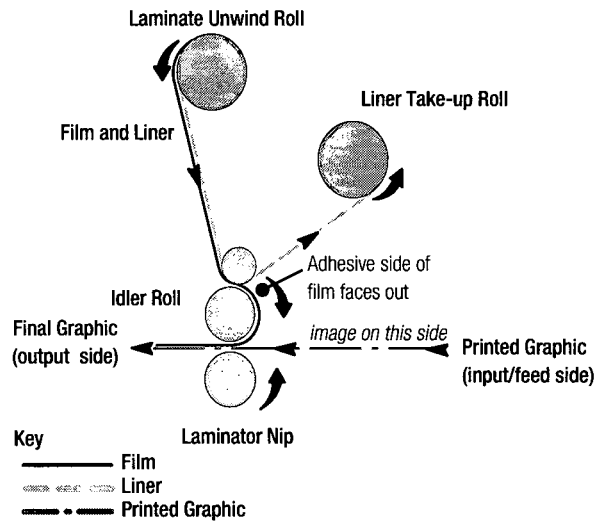 Laminate Unwind Roll
Liner Take-up Roll
Film and Liner
Adhesive side of
film faces out
Idler Roll
Final Graphic
(output side)
image on this side
Printed Graphic
(input/feed side)
Laminator Nip
Key
Film
Liner
Printed Graphic